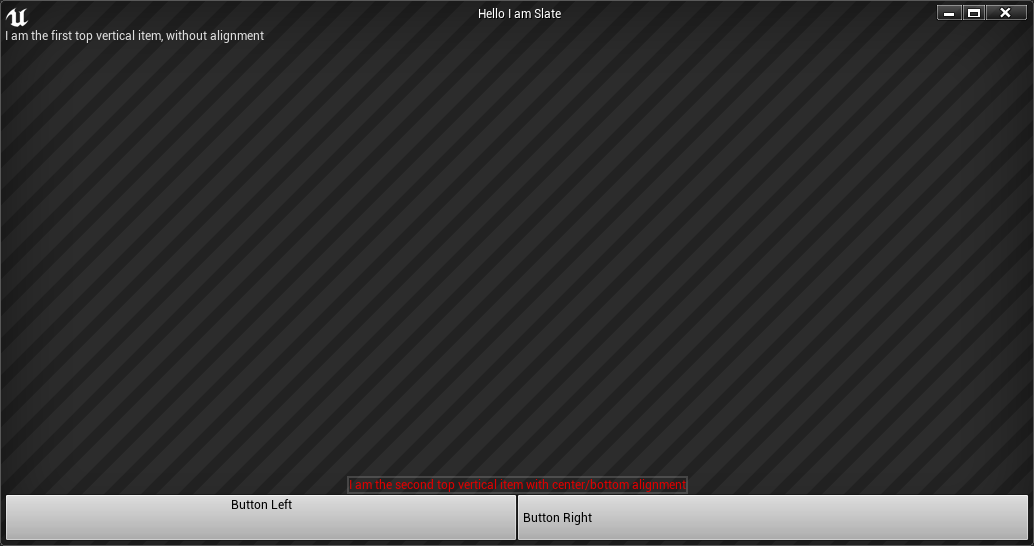 Hello I am Slate
I am the first top vertical item, without alignment
I am the second top vertical item with center/bottom alignment
Button Left
Button Right